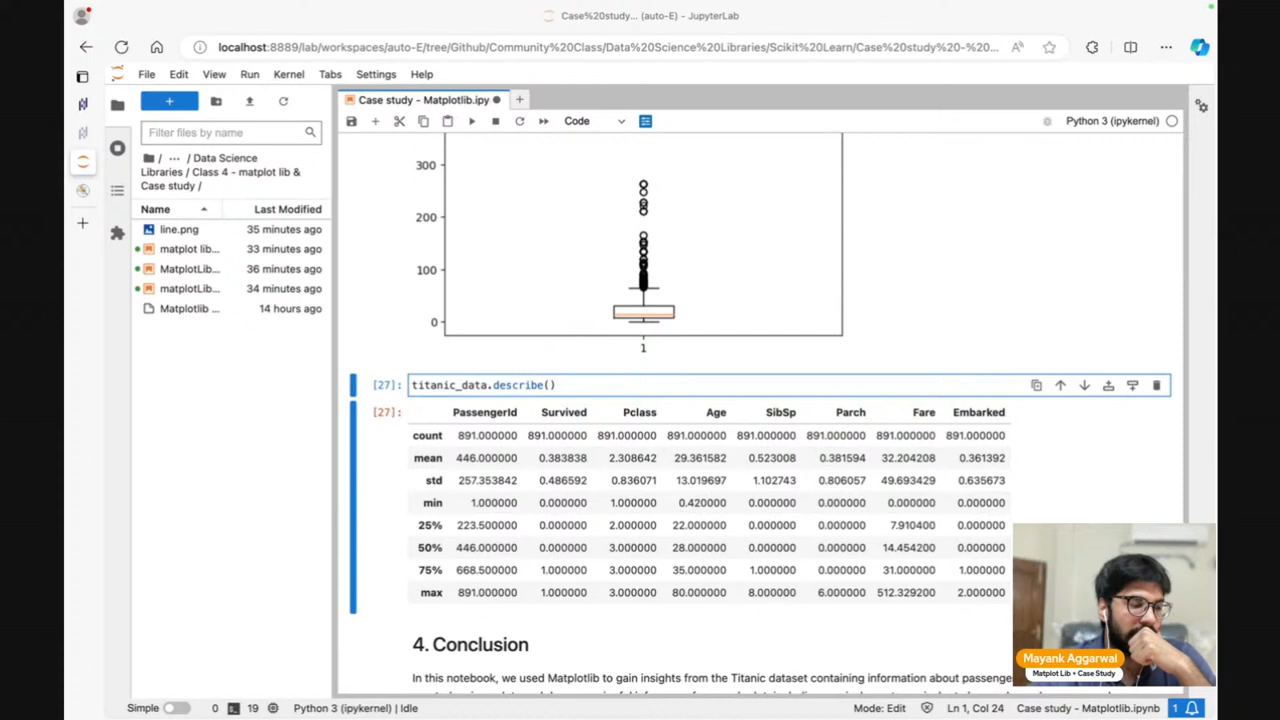 Case%20study... (auto-E) - JupyterLab
localhost:8889/lab/workspaces/auto-E/tree/Github/Community%20Class/Data%20Science%20Libraries/Scikit%20Learn/Case%20study%20-%20...
File Edit View Run Kernel Tabs Settings Help
Case study - Matplotlib.ipy
Code
Python 3 (ipykernel)
Filter files by name
/ ... / Data Science
Libraries / Class 4 - matplot lib &
Case study /
Name Last Modified
line.png 35 minutes ago
matplot lib... 33 minutes ago
MatplotLib... 36 minutes ago
matplotLib... 34 minutes ago
Matplotlib ... 14 hours ago
300
200
100
0
1
[27]: titanic_data.describe()
[27]: PassengerId Survived Pclass Age SibSp Parch Fare Embarked
count 891.000000 891.000000 891.000000 891.000000 891.000000 891.000000 891.000000 891.000000
mean 446.000000 0.383838 2.308642 29.361582 0.523008 0.381594 32.204208 0.361392
std 257.353842 0.486592 0.836071 13.019697 1.102743 0.806057 49.693429 0.635673
min 1.000000 0.000000 1.000000 0.420000 0.000000 0.000000 0.000000 0.000000
25% 223.500000 0.000000 2.000000 22.000000 0.000000 0.000000 7.910400 0.000000
50% 446.000000 0.000000 3.000000 28.000000 0.000000 0.000000 14.454200 0.000000
75% 668.500000 1.000000 3.000000 35.000000 1.000000 0.000000 31.000000 1.000000
max 891.000000 1.000000 3.000000 80.000000 8.000000 6.000000 512.329200 2.000000
4. Conclusion
In this notebook, we used Matplotlib to gain insights from the Titanic dataset containing information about passenge
Mayank Aggarwal
Matplot Lib + Case Study
Simple 0 19 Python 3 (ipykernel) | Idle Mode: Edit Ln 1, Col 24 Case study - Matplotlib.ipynb 1